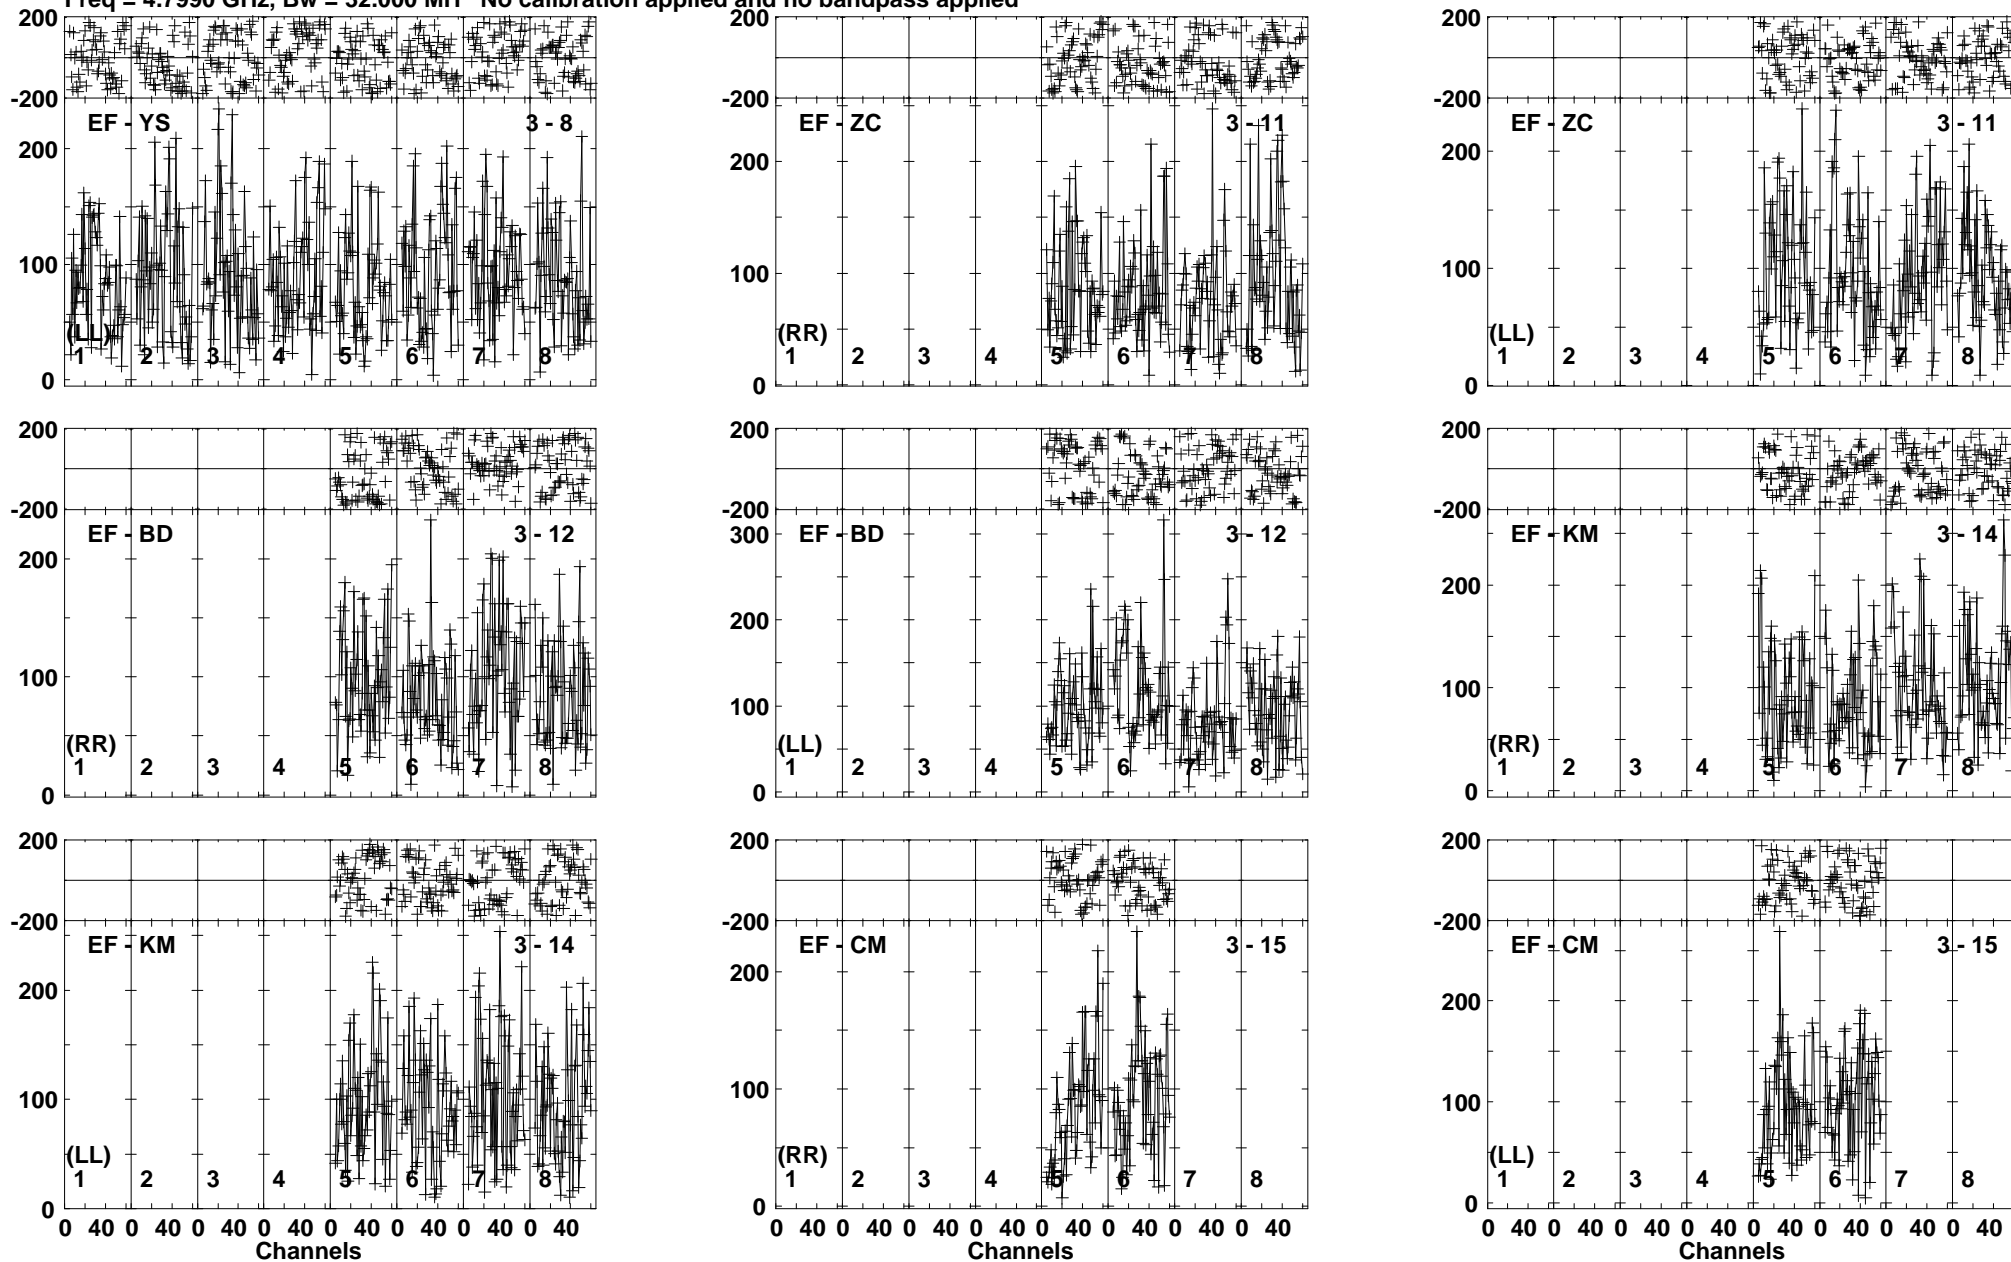 Freq = 4.7990 GHz, Bw = 32.000 MH No calibration applied and no bandpass applied
200 200 200
-200 -200 -200
EF - YS 3 - 8 EF - ZC 3 - 11 EF - ZC 3 - 11
200 200 200
100 100 100
(LL) (RR) (LL)
1 2 3 4 5 6 7 8 1 2 3 4 5 6 7 8 1 2 3 4 5 6 7 8
0 0 0
200 200 200
-200 -200 -200
EF - BD 3 - 12 EF - BD 3 - 12 EF - KM 3 - 14
200 300 200
100 200 100
100
(RR) (LL) (RR)
1 2 3 4 5 6 7 8 1 2 3 4 5 6 7 8 1 2 3 4 5 6 7 8
0 0 0
200 200 200
-200 -200 -200
EF - KM 3 - 14 EF - CM 3 - 15 EF - CM 3 - 15
200 200 200
100 100 100
(LL) (RR) (LL)
1 2 3 4 5 6 7 8 1 2 3 4 5 6 7 8 1 2 3 4 5 6 7 8
0 0 0
0 40 0 40 0 40 0 40 0 40 0 40 0 40 0 40 0 40 0 40 0 40 0 40 0 40 0 40 0 40 0 40 0 40 0 40 0 40 0 40 0 40 0 40 0 40 0 40
Channels Channels Channels